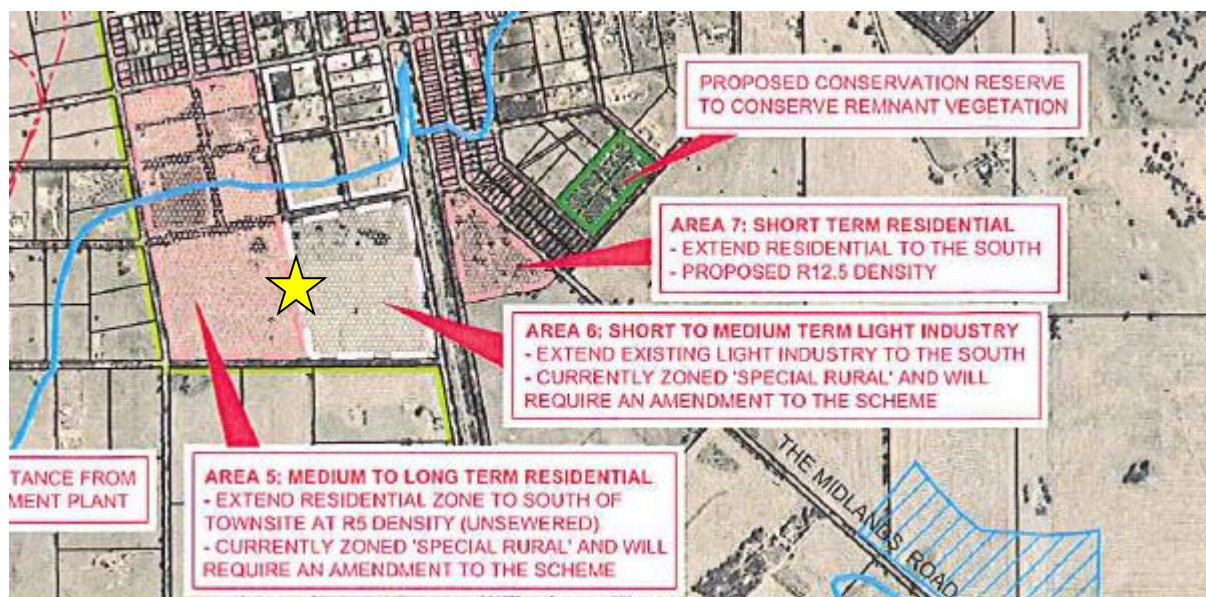 PROPOSED CONSERVATION RESERVE
TO CONSERVE REMNANT VEGETATION
AREA 7: SHORT TERM RESIDENTIAL
- EXTEND RESIDENTIAL TO THE SOUTH
- PROPOSED R12.5 DENSITY
AREA 6: SHORT TO MEDIUM TERM LIGHT INDUSTRY
- EXTEND EXISTING LIGHT INDUSTRY TO THE SOUTH
- CURRENTLY ZONED 'SPECIAL RURAL' AND WILL
REQUIRE AN AMENDMENT TO THE SCHEME
TANCE FROM
MENT PLANT
AREA 5: MEDIUM TO LONG TERM RESIDENTIAL
- EXTEND RESIDENTIAL ZONE TO SOUTH OF
TOWNSITE AT R5 DENSITY (UNSEWERED)
- CURRENTLY ZONED 'SPECIAL RURAL' AND WILL
REQUIRE AN AMENDMENT TO THE SCHEME
THE MIDLANDS ROAD